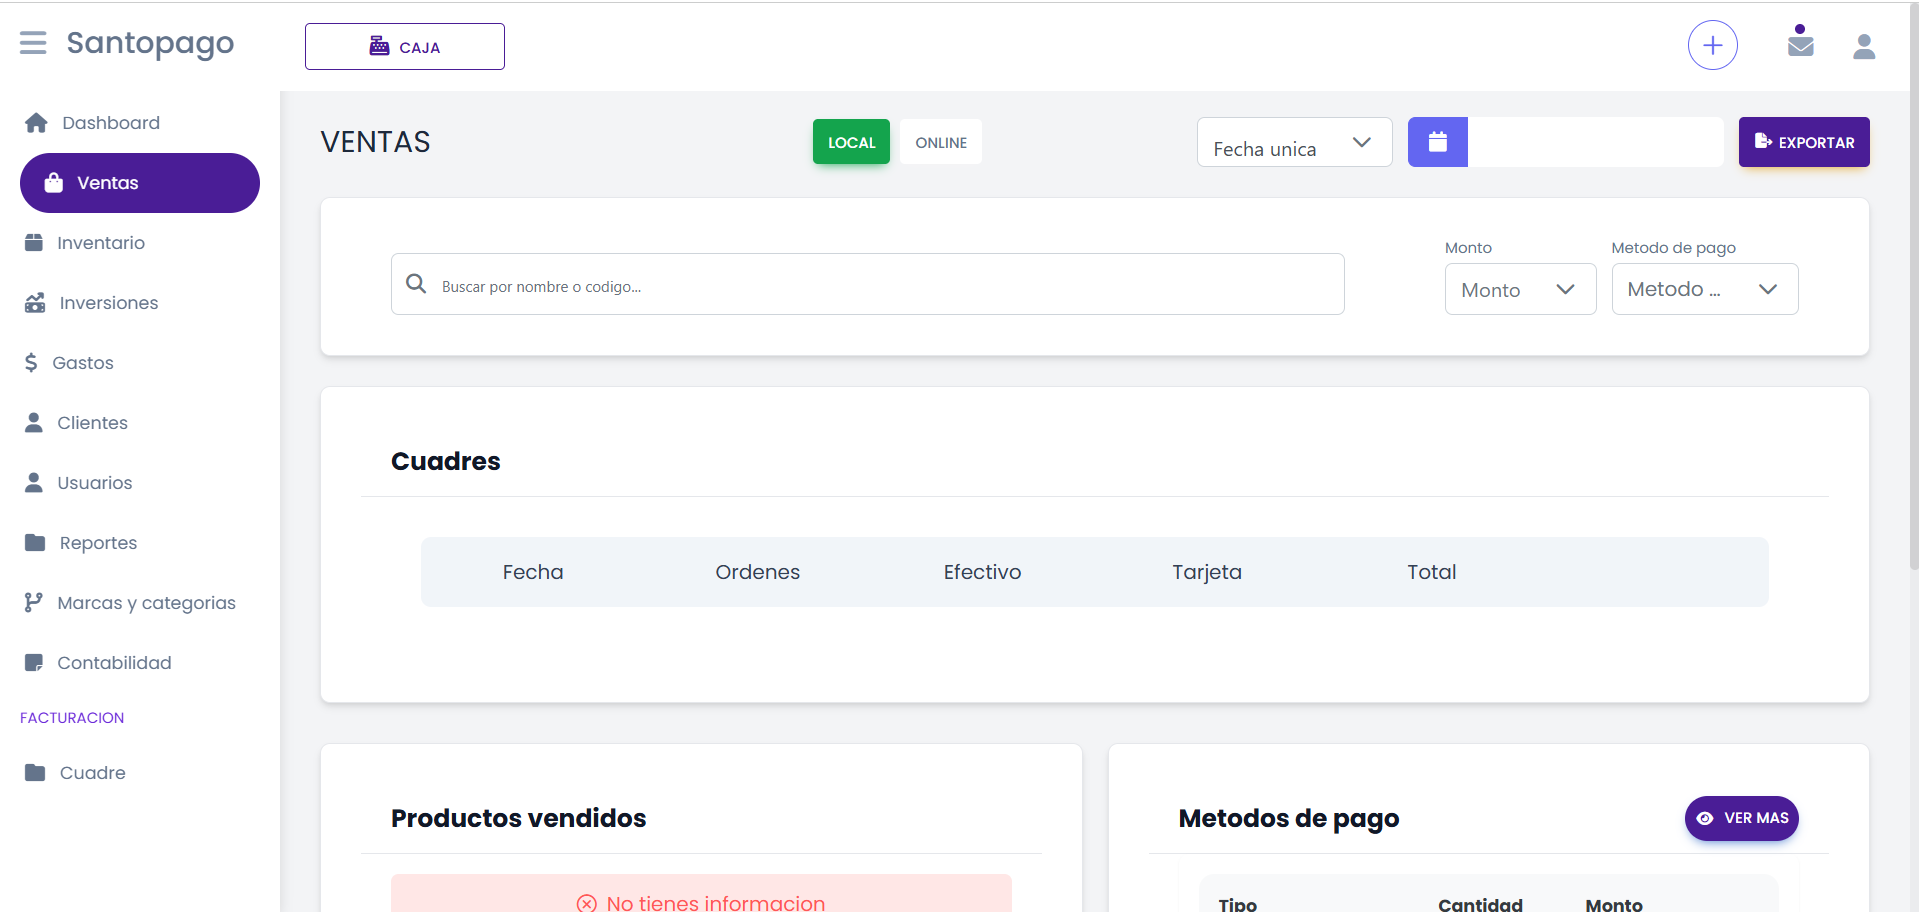 Santopago
CAJA
Dashboard
Ventas
Inventario
Inversiones
Gastos
Clientes
Usuarios
Reportes
Marcas y categorias
Contabilidad
FACTURACION
Cuadre
VENTAS
LOCAL
ONLINE
Fecha unica
EXPORTAR
Buscar por nombre o codigo...
Monto
Monto
Metodo de pago
Metodo ...
Cuadres
Fecha Ordenes Efectivo Tarjeta Total
Productos vendidos
No tienes informacion
Metodos de pago
VER MAS
Tipo Cantidad Monto